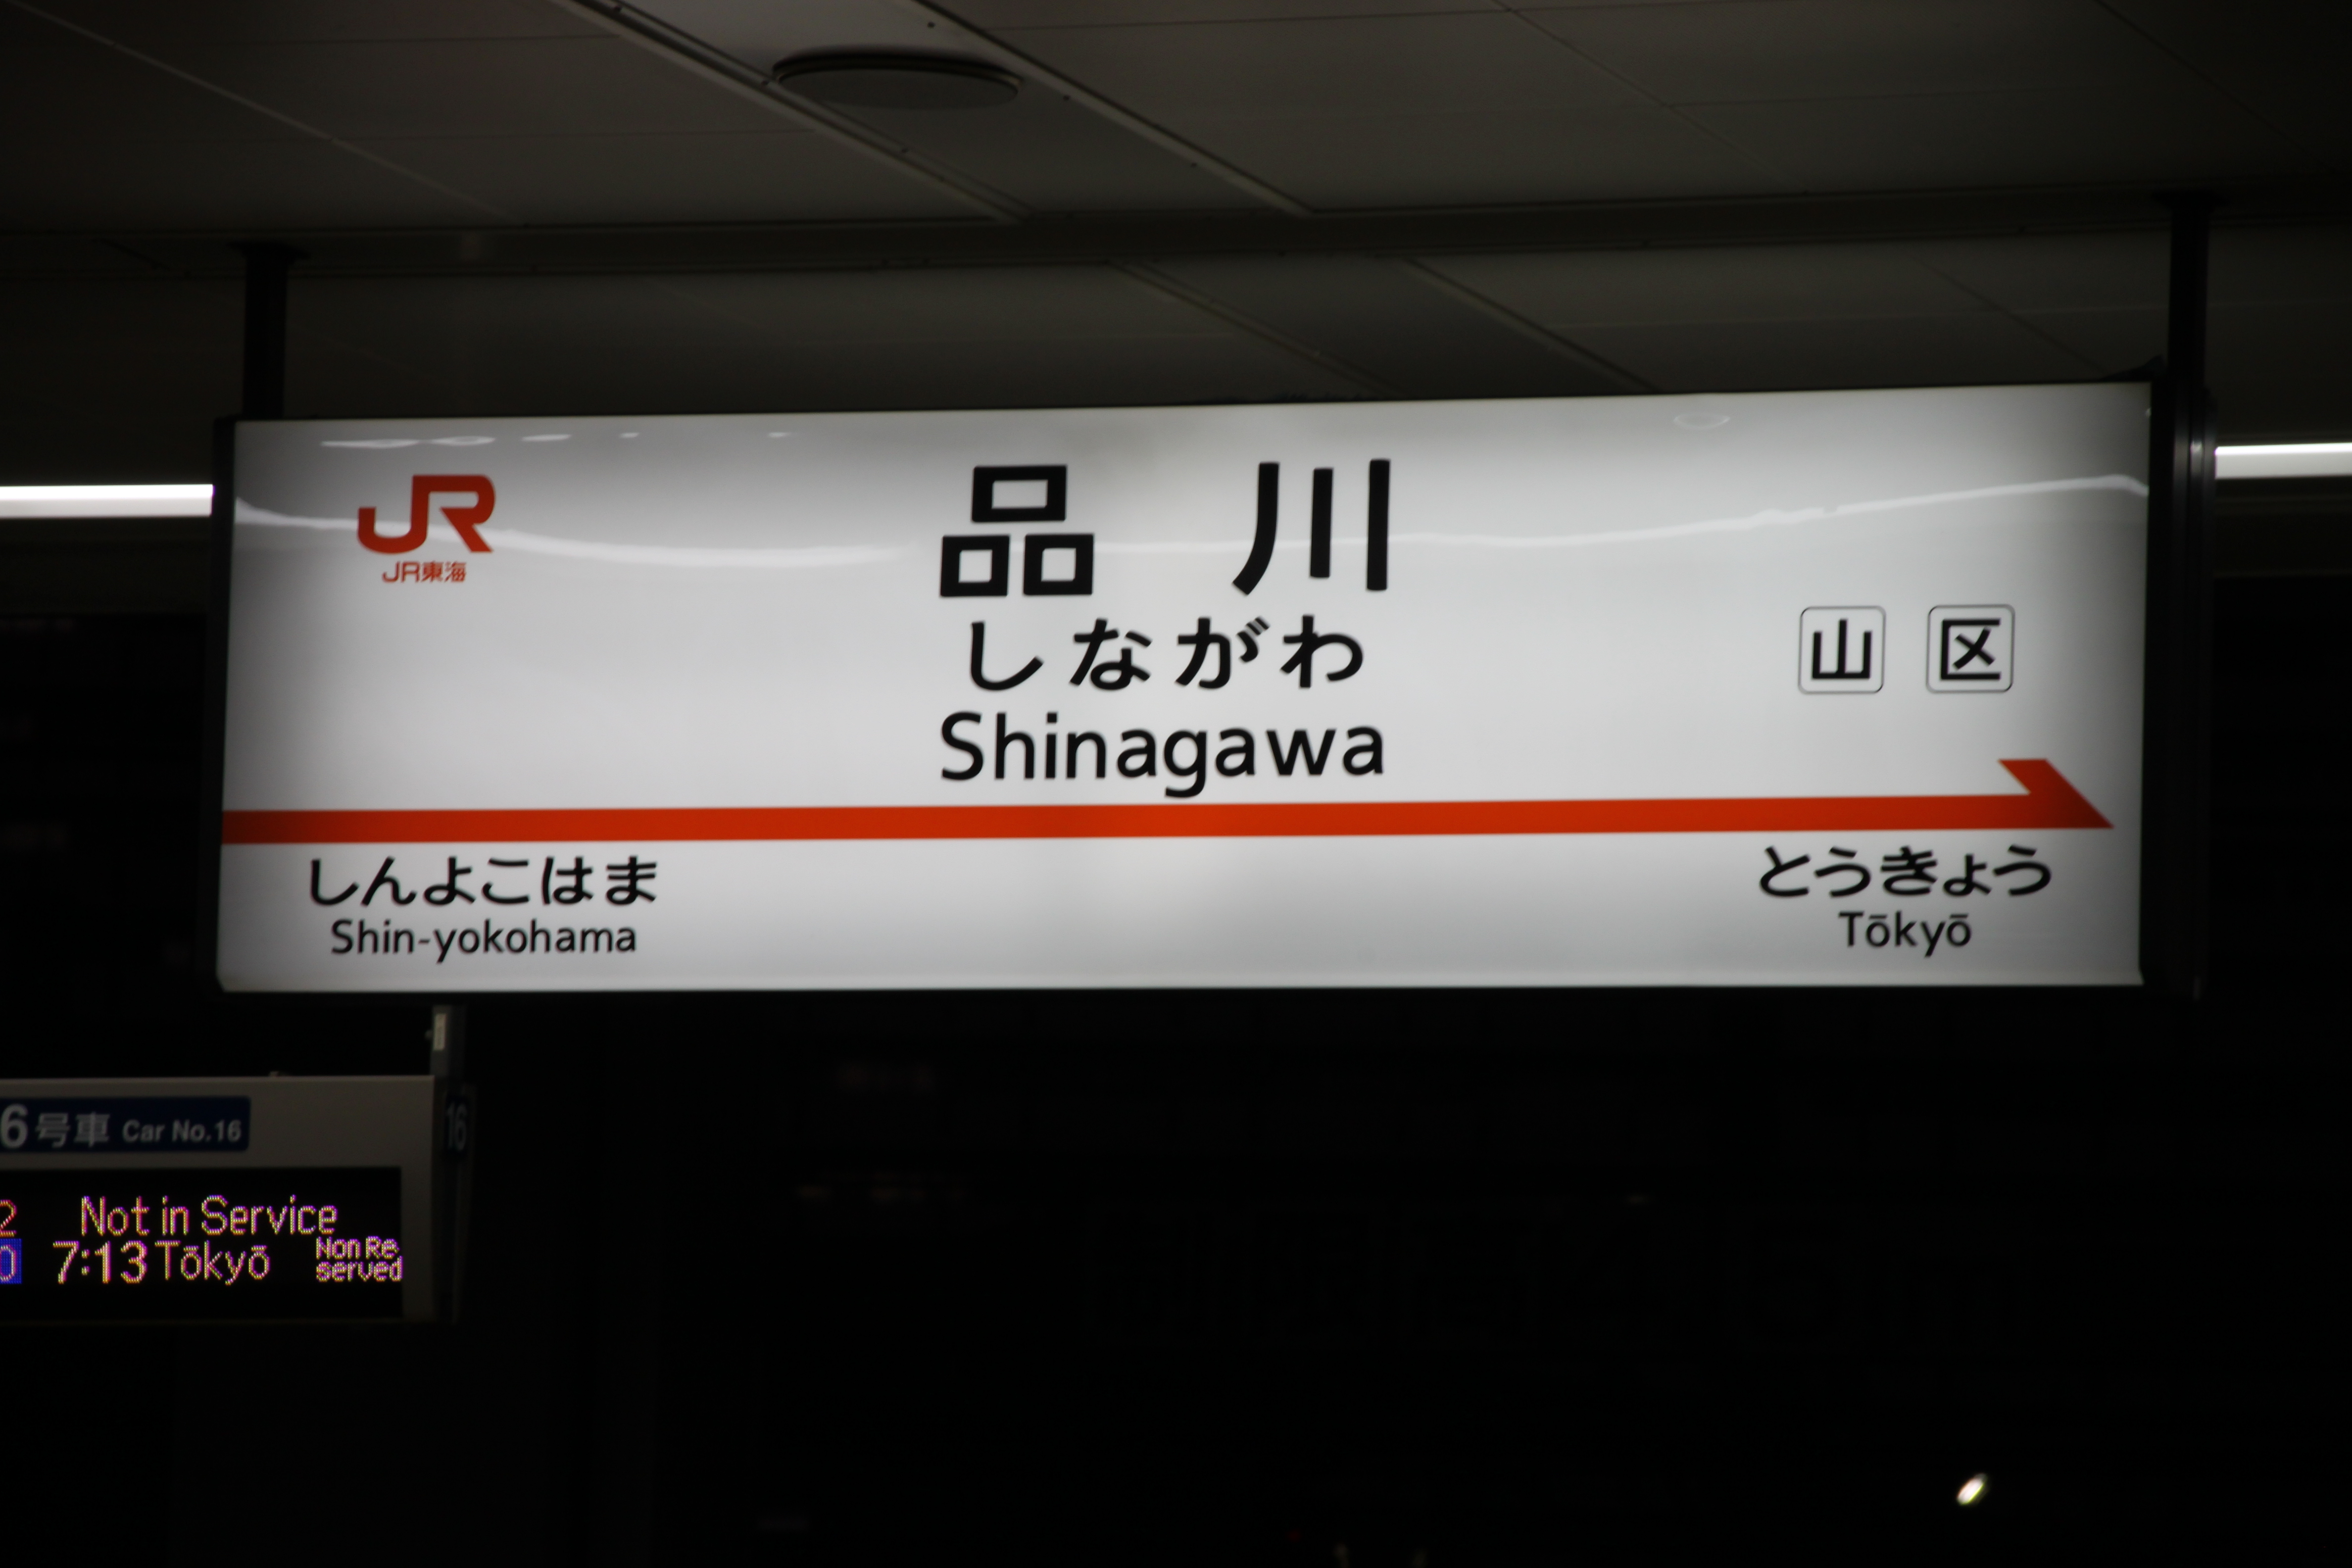 JR
JR東海
品川
しながわ
Shinagawa
山 区
しんよこはま
Shin-yokohama
とうきょう
Tōkyō
6号車 Car No.16
16
2 Not in Service
0 7:13 Tōkyō Non Re
served